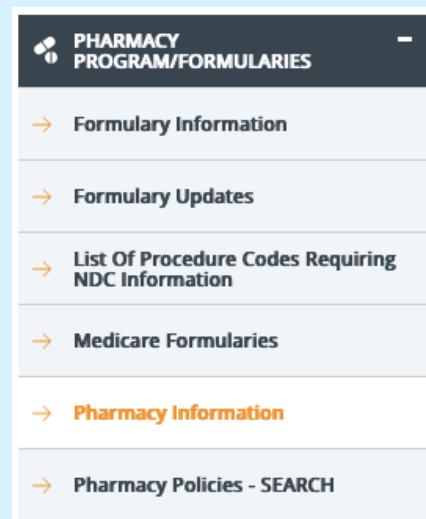 PHARMACY
PROGRAM/FORMULARIES
Formulary Information
Formulary Updates
List Of Procedure Codes Requiring
NDC Information
Medicare Formularies
Pharmacy Information
Pharmacy Policies - SEARCH